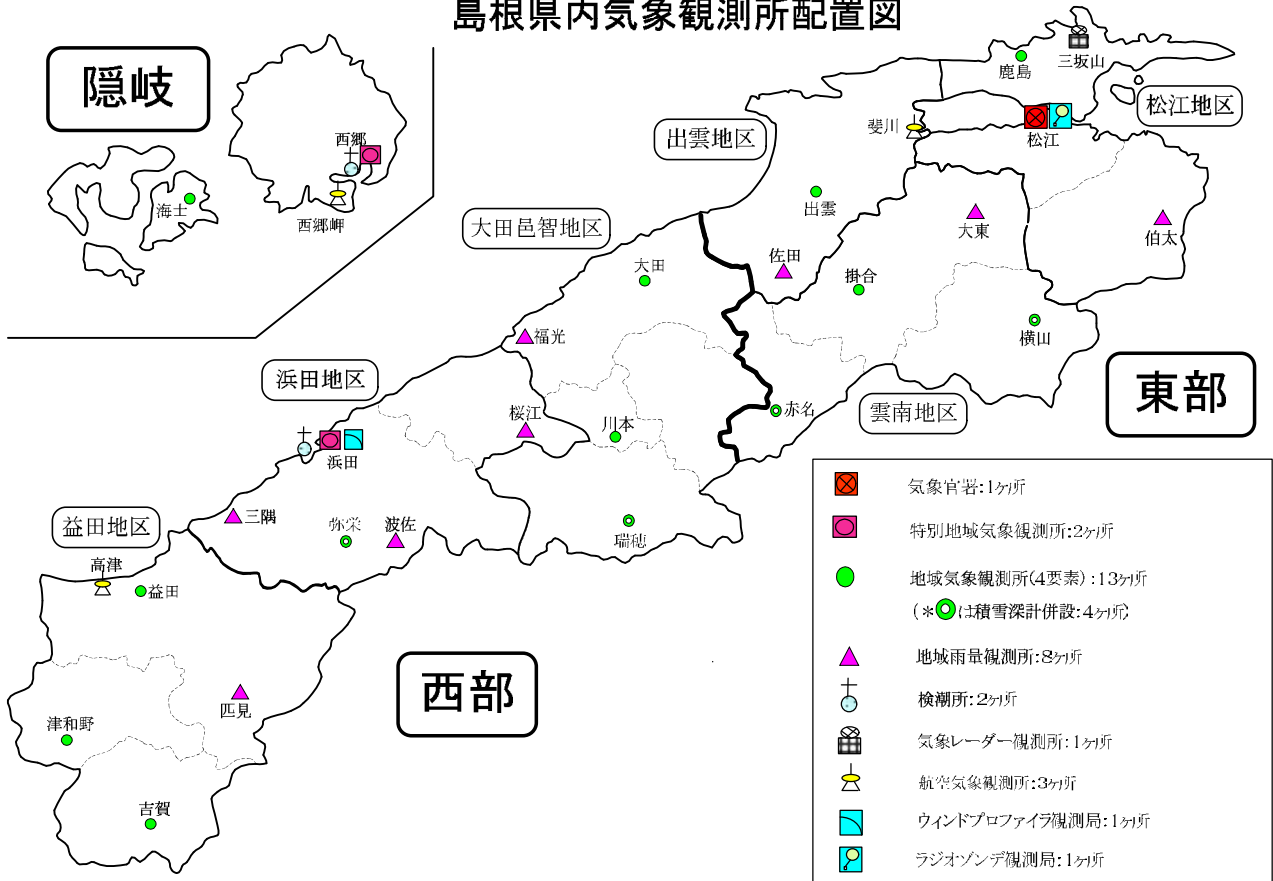 島根県内気象観測所配置図
隠岐
西郷
海士
西郷岬
鹿島
三坂山
松江地区
斐川
松江
出雲地区
出雲
大東
伯太
大田邑智地区
佐田
大田
掛合
福光
横山
浜田地区
東部
桜江
川本
赤名
雲南地区
浜田
三隅
弥栄
波佐
瑞穂
益田地区
高津
益田
西部
匹見
津和野
吉賀
気象官署:1ヶ所
特別地域気象観測所:2ヶ所
地域気象観測所(4要素):13ヶ所
(*◎は積雪深計併設:4ヶ所)
地域雨量観測所:8ヶ所
検潮所:2ヶ所
気象レーダー観測所:1ヶ所
航空気象観測所:3ヶ所
ウィンドプロファイラ観測局:1ヶ所
ラジオゾンデ観測局:1ヶ所